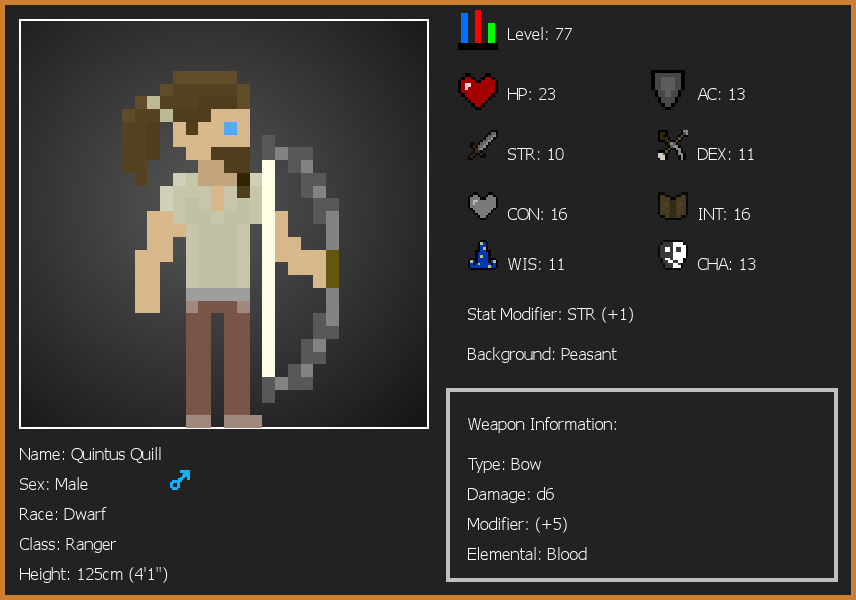 Level: 77
HP: 23
AC: 13
STR: 10
DEX: 11
CON: 16
INT: 16
WIS: 11
CHA: 13
Stat Modifier: STR (+1)
Background: Peasant
Weapon Information:
Type: Bow
Damage: d6
Modifier: (+5)
Elemental: Blood
Name: Quintus Quill
Sex: Male
Race: Dwarf
Class: Ranger
Height: 125cm (4'1")